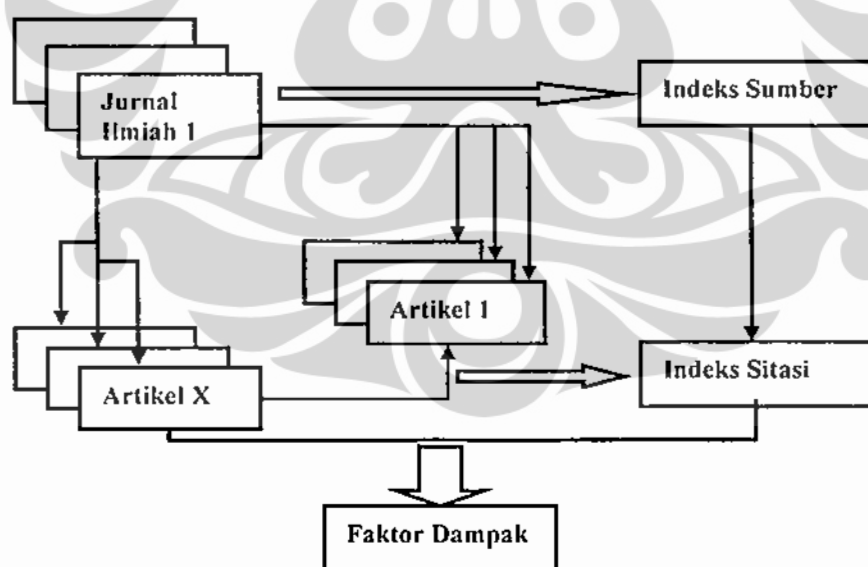 Jurnal
Ilmiah 1
Indeks Sumber
Artikel 1
Indeks Sitasi
Artikel X
Faktor Dampak